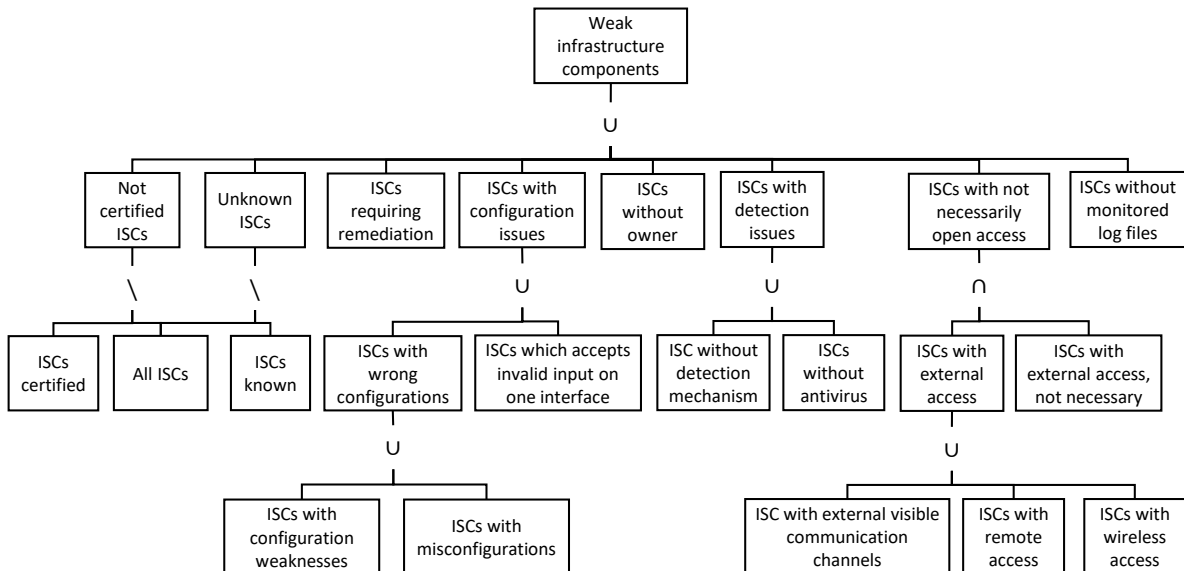 Weak
infrastructure
components
∪
Not
certified
ISCs
Unknown
ISCs
ISCs
requiring
remediation
ISCs with
configuration
issues
ISCs
without
owner
ISCs with
detection
issues
ISCs with not
necessarily
open access
ISCs without
monitored
log files
\
\
∪
∪
∩
ISCs
certified
All ISCs
ISCs
known
ISCs with
wrong
configurations
ISCs which accepts
invalid input on
one interface
ISC without
detection
mechanism
ISCs
without
antivirus
ISCs with
external
access
ISCs with
external access,
not necessary
∪
∪
ISCs with
configuration
weaknesses
ISCs with
misconfigurations
ISC with external visible
communication
channels
ISCs with
remote
access
ISCs with
wireless
access